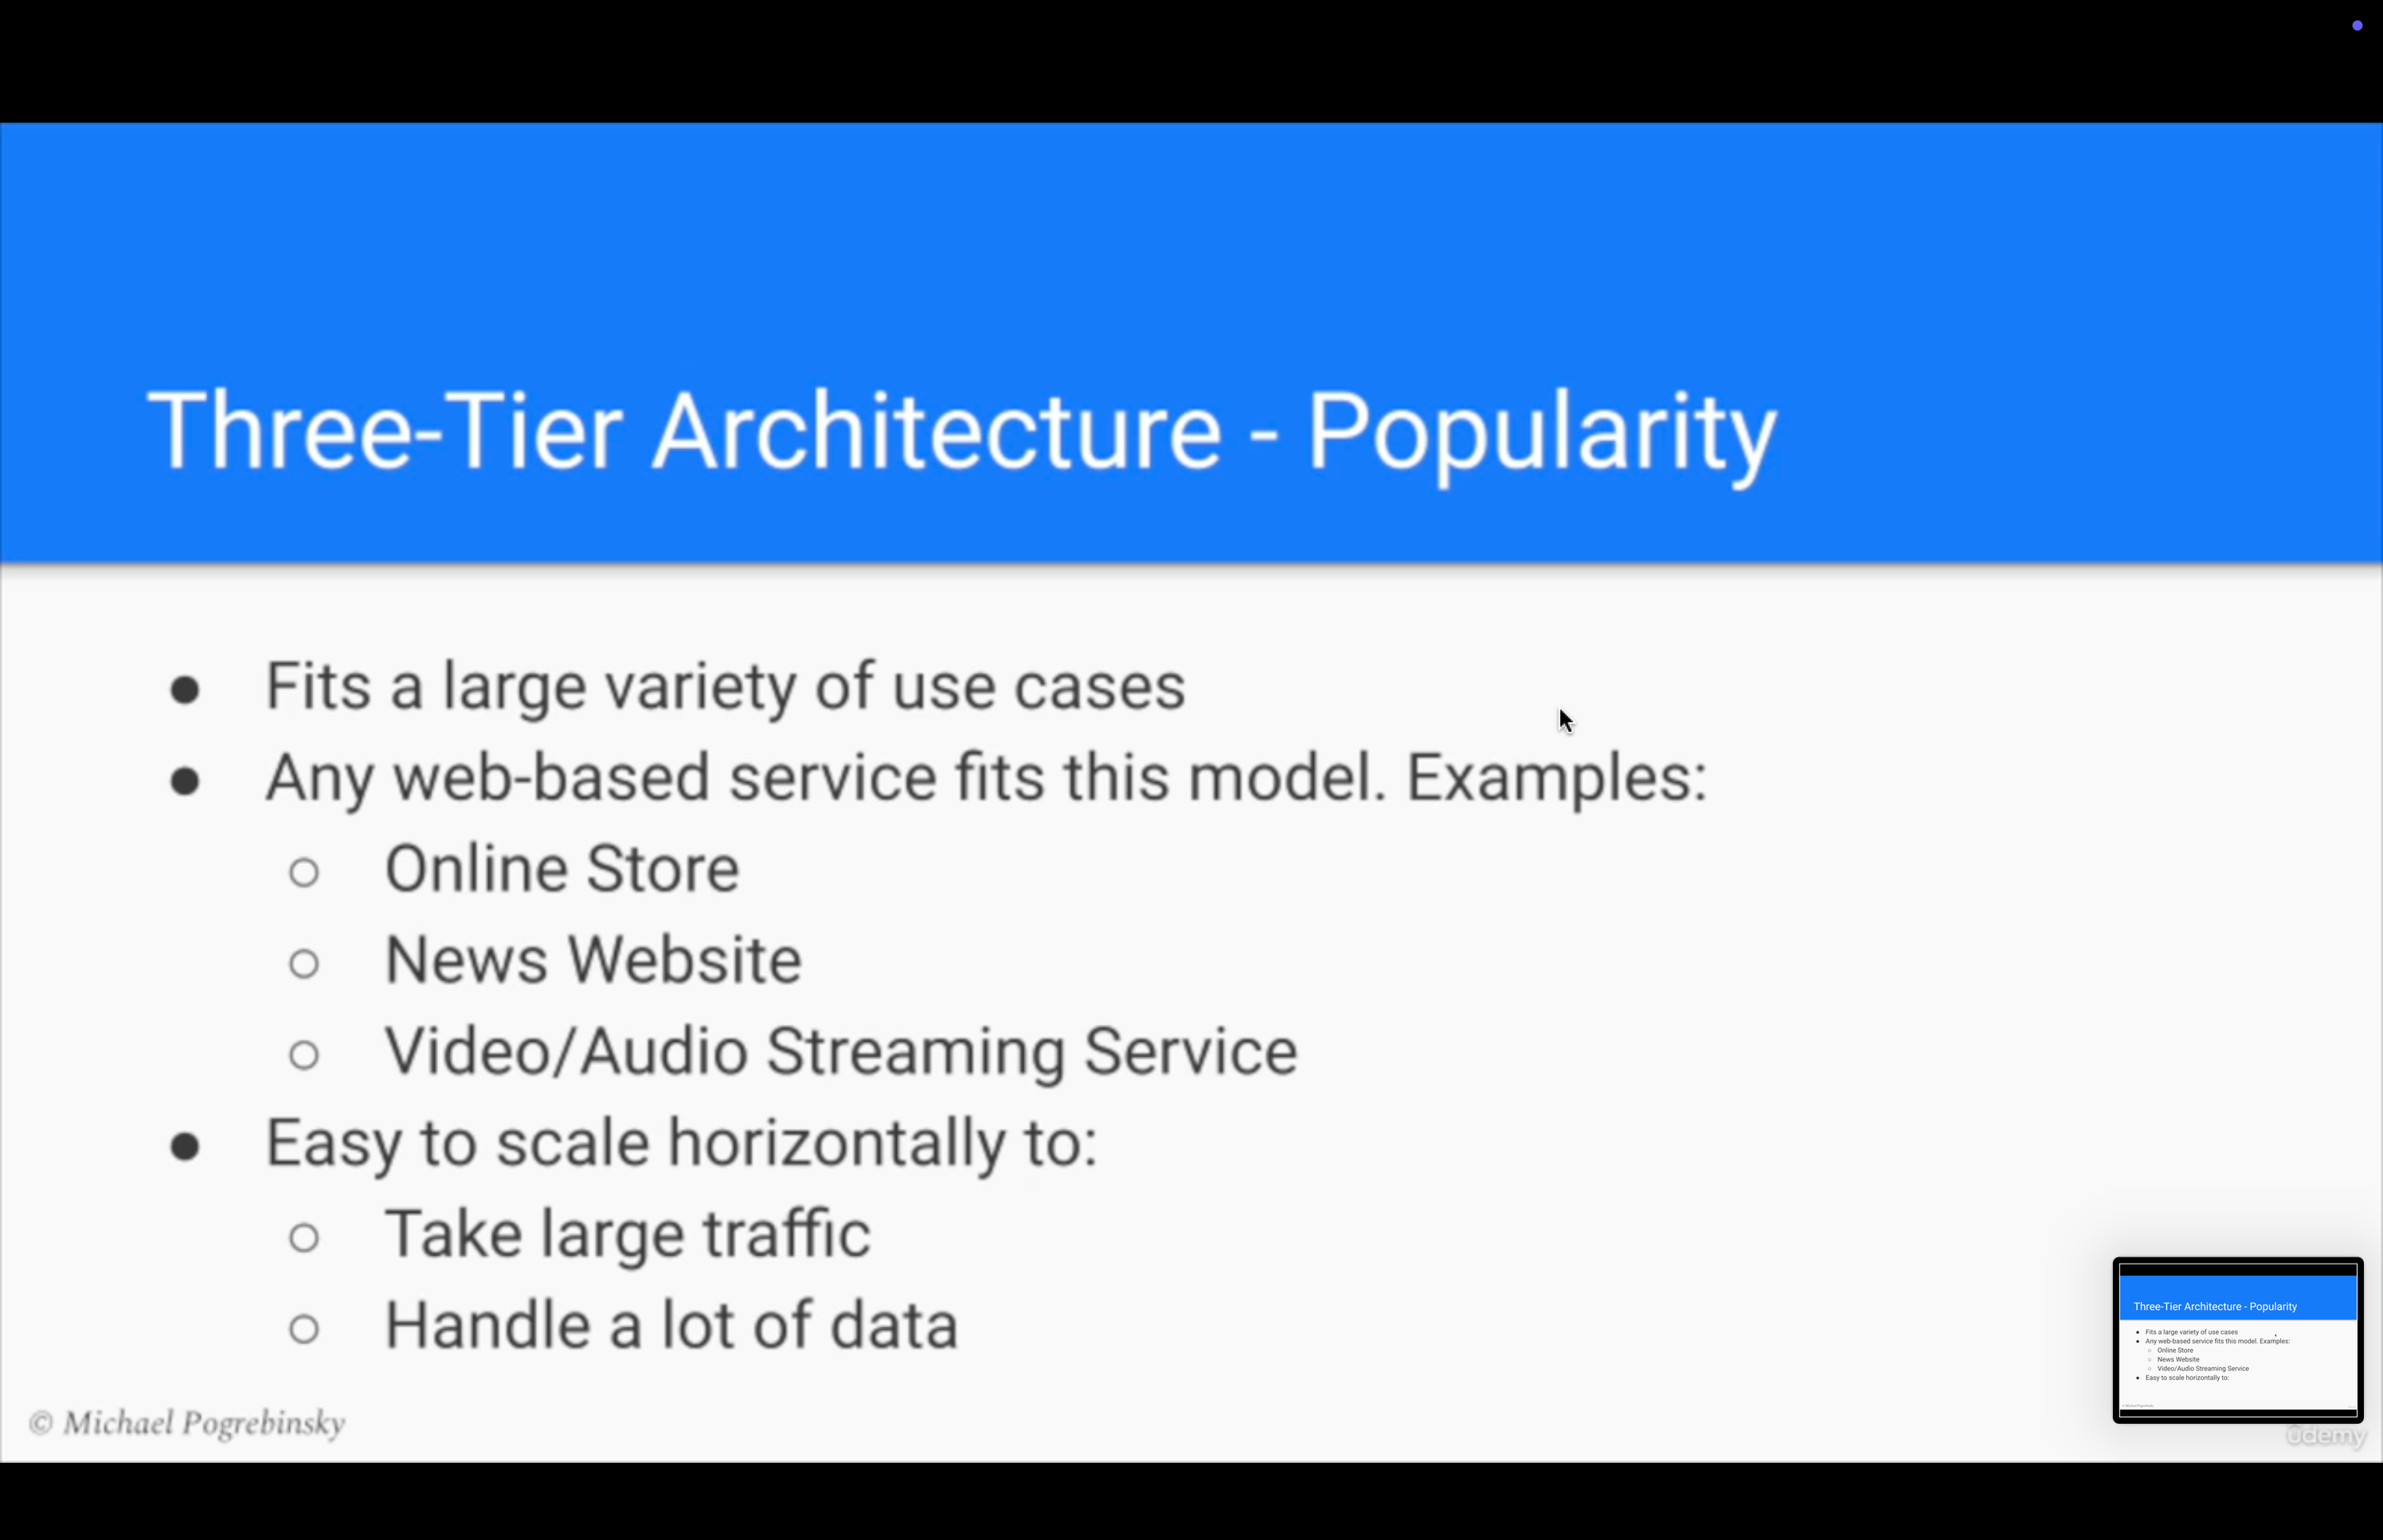 Three-Tier Architecture - Popularity
● Fits a large variety of use cases
● Any web-based service fits this model. Examples:
○ Online Store
○ News Website
○ Video/Audio Streaming Service
● Easy to scale horizontally to:
○ Take large traffic
○ Handle a lot of data
© Michael Pogrebinsky
Three-Tier Architecture - Popularity
● Fits a large variety of use cases
● Any web-based service fits this model. Examples:
○ Online Store
○ News Website
○ Video/Audio Streaming Service
● Easy to scale horizontally to:
ûdemy